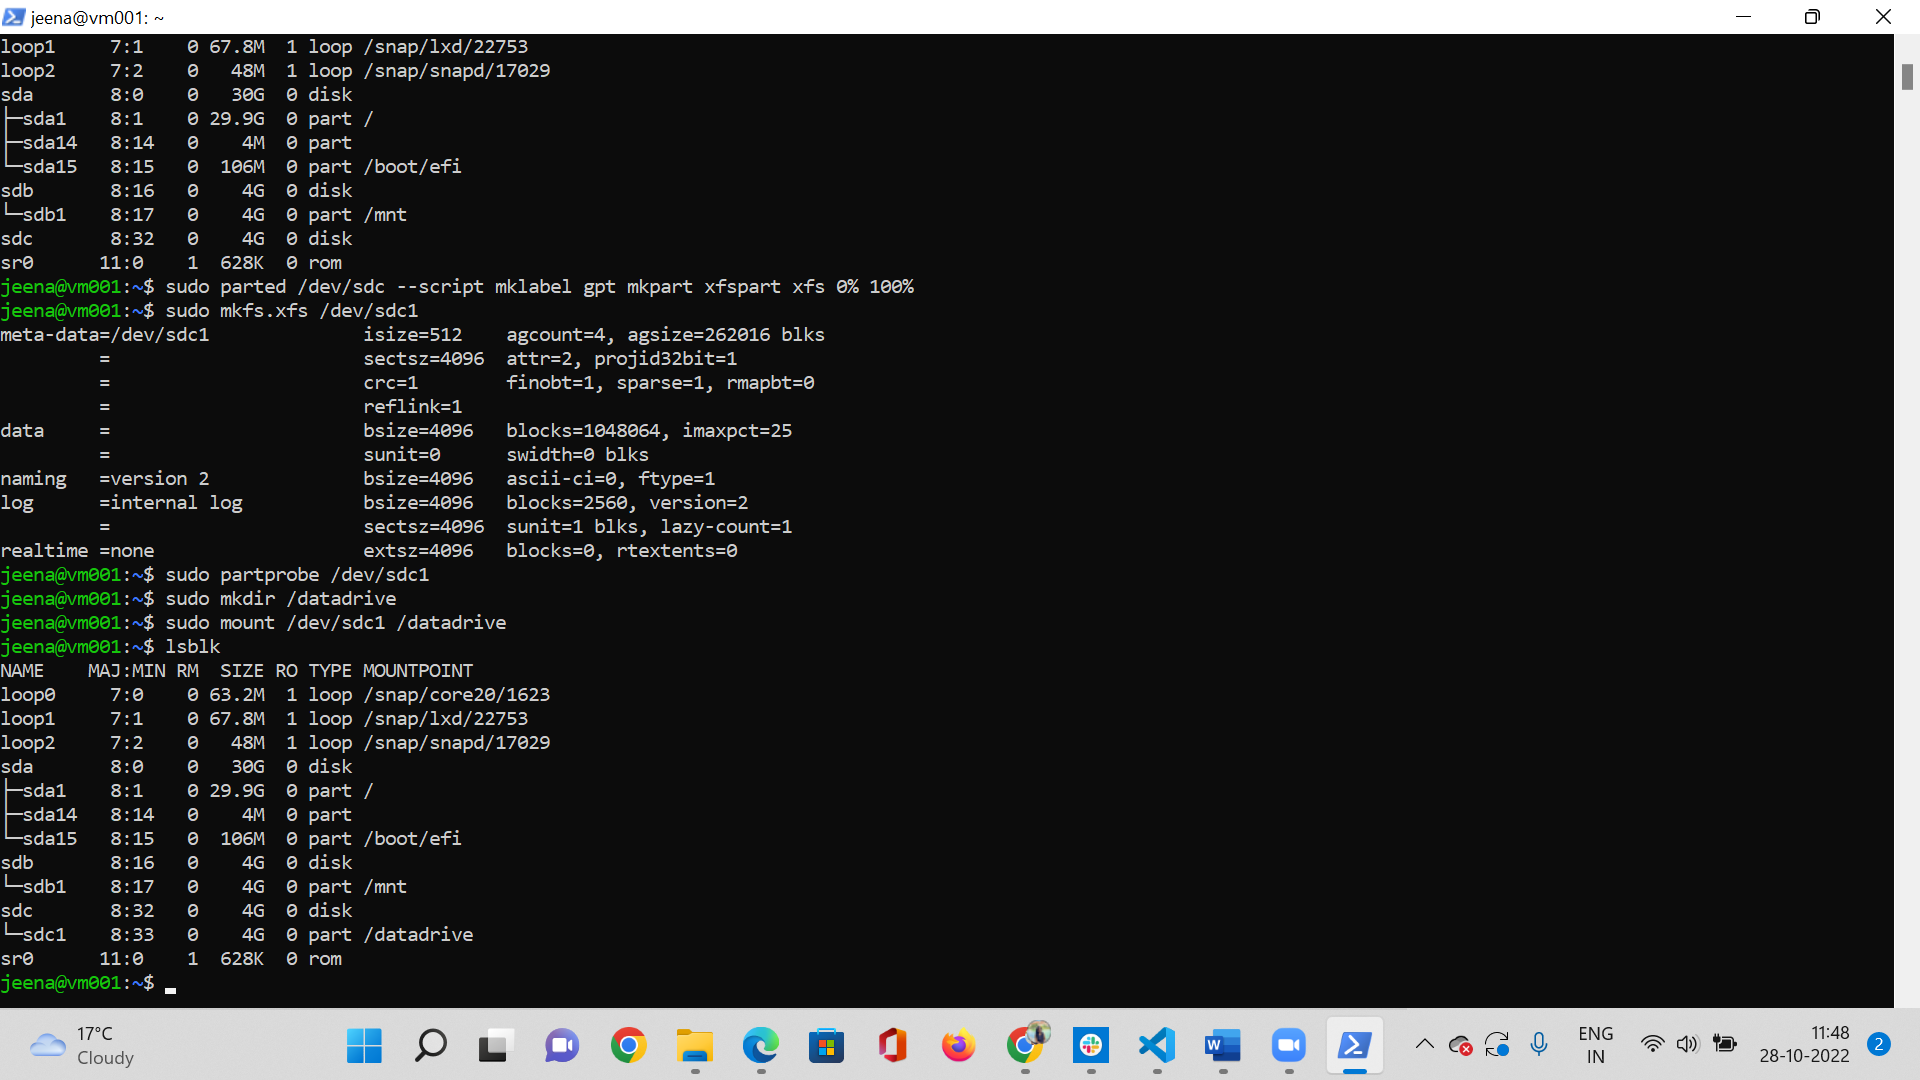 jeena@vm001: ~
loop1     7:1    0 67.8M  1 loop /snap/lxd/22753
loop2     7:2    0   48M  1 loop /snap/snapd/17029
sda       8:0    0   30G  0 disk
├─sda1    8:1    0 29.9G  0 part /
├─sda14   8:14   0    4M  0 part
└─sda15   8:15   0  106M  0 part /boot/efi
sdb       8:16   0    4G  0 disk
└─sdb1    8:17   0    4G  0 part /mnt
sdc       8:32   0    4G  0 disk
sr0      11:0    1  628K  0 rom
jeena@vm001:~$ sudo parted /dev/sdc --script mklabel gpt mkpart xfspart xfs 0% 100%
jeena@vm001:~$ sudo mkfs.xfs /dev/sdc1
meta-data=/dev/sdc1              isize=512    agcount=4, agsize=262016 blks
         =                       sectsz=4096  attr=2, projid32bit=1
         =                       crc=1        finobt=1, sparse=1, rmapbt=0
         =                       reflink=1
data     =                       bsize=4096   blocks=1048064, imaxpct=25
         =                       sunit=0      swidth=0 blks
naming   =version 2              bsize=4096   ascii-ci=0, ftype=1
log      =internal log           bsize=4096   blocks=2560, version=2
         =                       sectsz=4096  sunit=1 blks, lazy-count=1
realtime =none                   extsz=4096   blocks=0, rtextents=0
jeena@vm001:~$ sudo partprobe /dev/sdc1
jeena@vm001:~$ sudo mkdir /datadrive
jeena@vm001:~$ sudo mount /dev/sdc1 /datadrive
jeena@vm001:~$ lsblk
NAME    MAJ:MIN RM  SIZE RO TYPE MOUNTPOINT
loop0     7:0    0 63.2M  1 loop /snap/core20/1623
loop1     7:1    0 67.8M  1 loop /snap/lxd/22753
loop2     7:2    0   48M  1 loop /snap/snapd/17029
sda       8:0    0   30G  0 disk
├─sda1    8:1    0 29.9G  0 part /
├─sda14   8:14   0    4M  0 part
└─sda15   8:15   0  106M  0 part /boot/efi
sdb       8:16   0    4G  0 disk
└─sdb1    8:17   0    4G  0 part /mnt
sdc       8:32   0    4G  0 disk
└─sdc1    8:33   0    4G  0 part /datadrive
sr0      11:0    1  628K  0 rom
jeena@vm001:~$
17°C
Cloudy
W
ENG
IN
11:48
28-10-2022
2